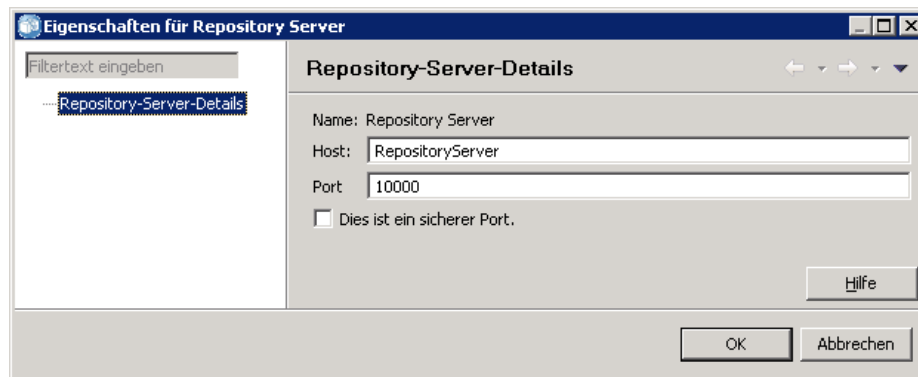 Eigenschaften für Repository Server
Filtertext eingeben
Repository-Server-Details
Repository-Server-Details
Name: Repository Server
Host: RepositoryServer
Port 10000
Dies ist ein sicherer Port.
Hilfe
OK
Abbrechen